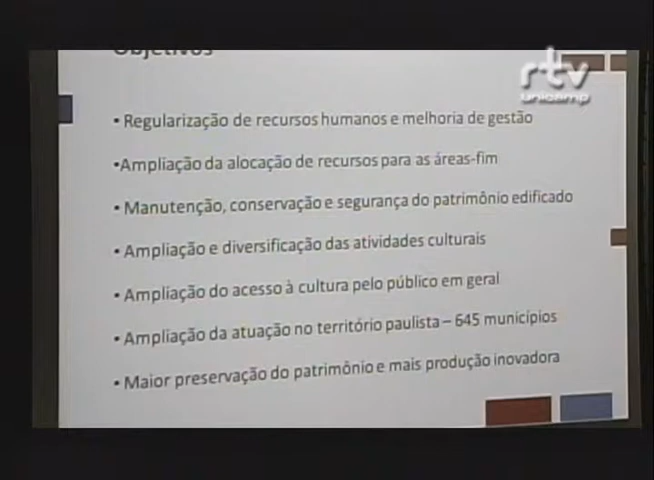 Objetivos
rtv
unicamp
• Regularização de recursos humanos e melhoria de gestão
•Ampliação da alocação de recursos para as áreas-fim
• Manutenção, conservação e segurança do patrimônio edificado
• Ampliação e diversificação das atividades culturais
• Ampliação do acesso à cultura pelo público em geral
• Ampliação da atuação no território paulista – 645 municípios
• Maior preservação do patrimônio e mais produção inovadora